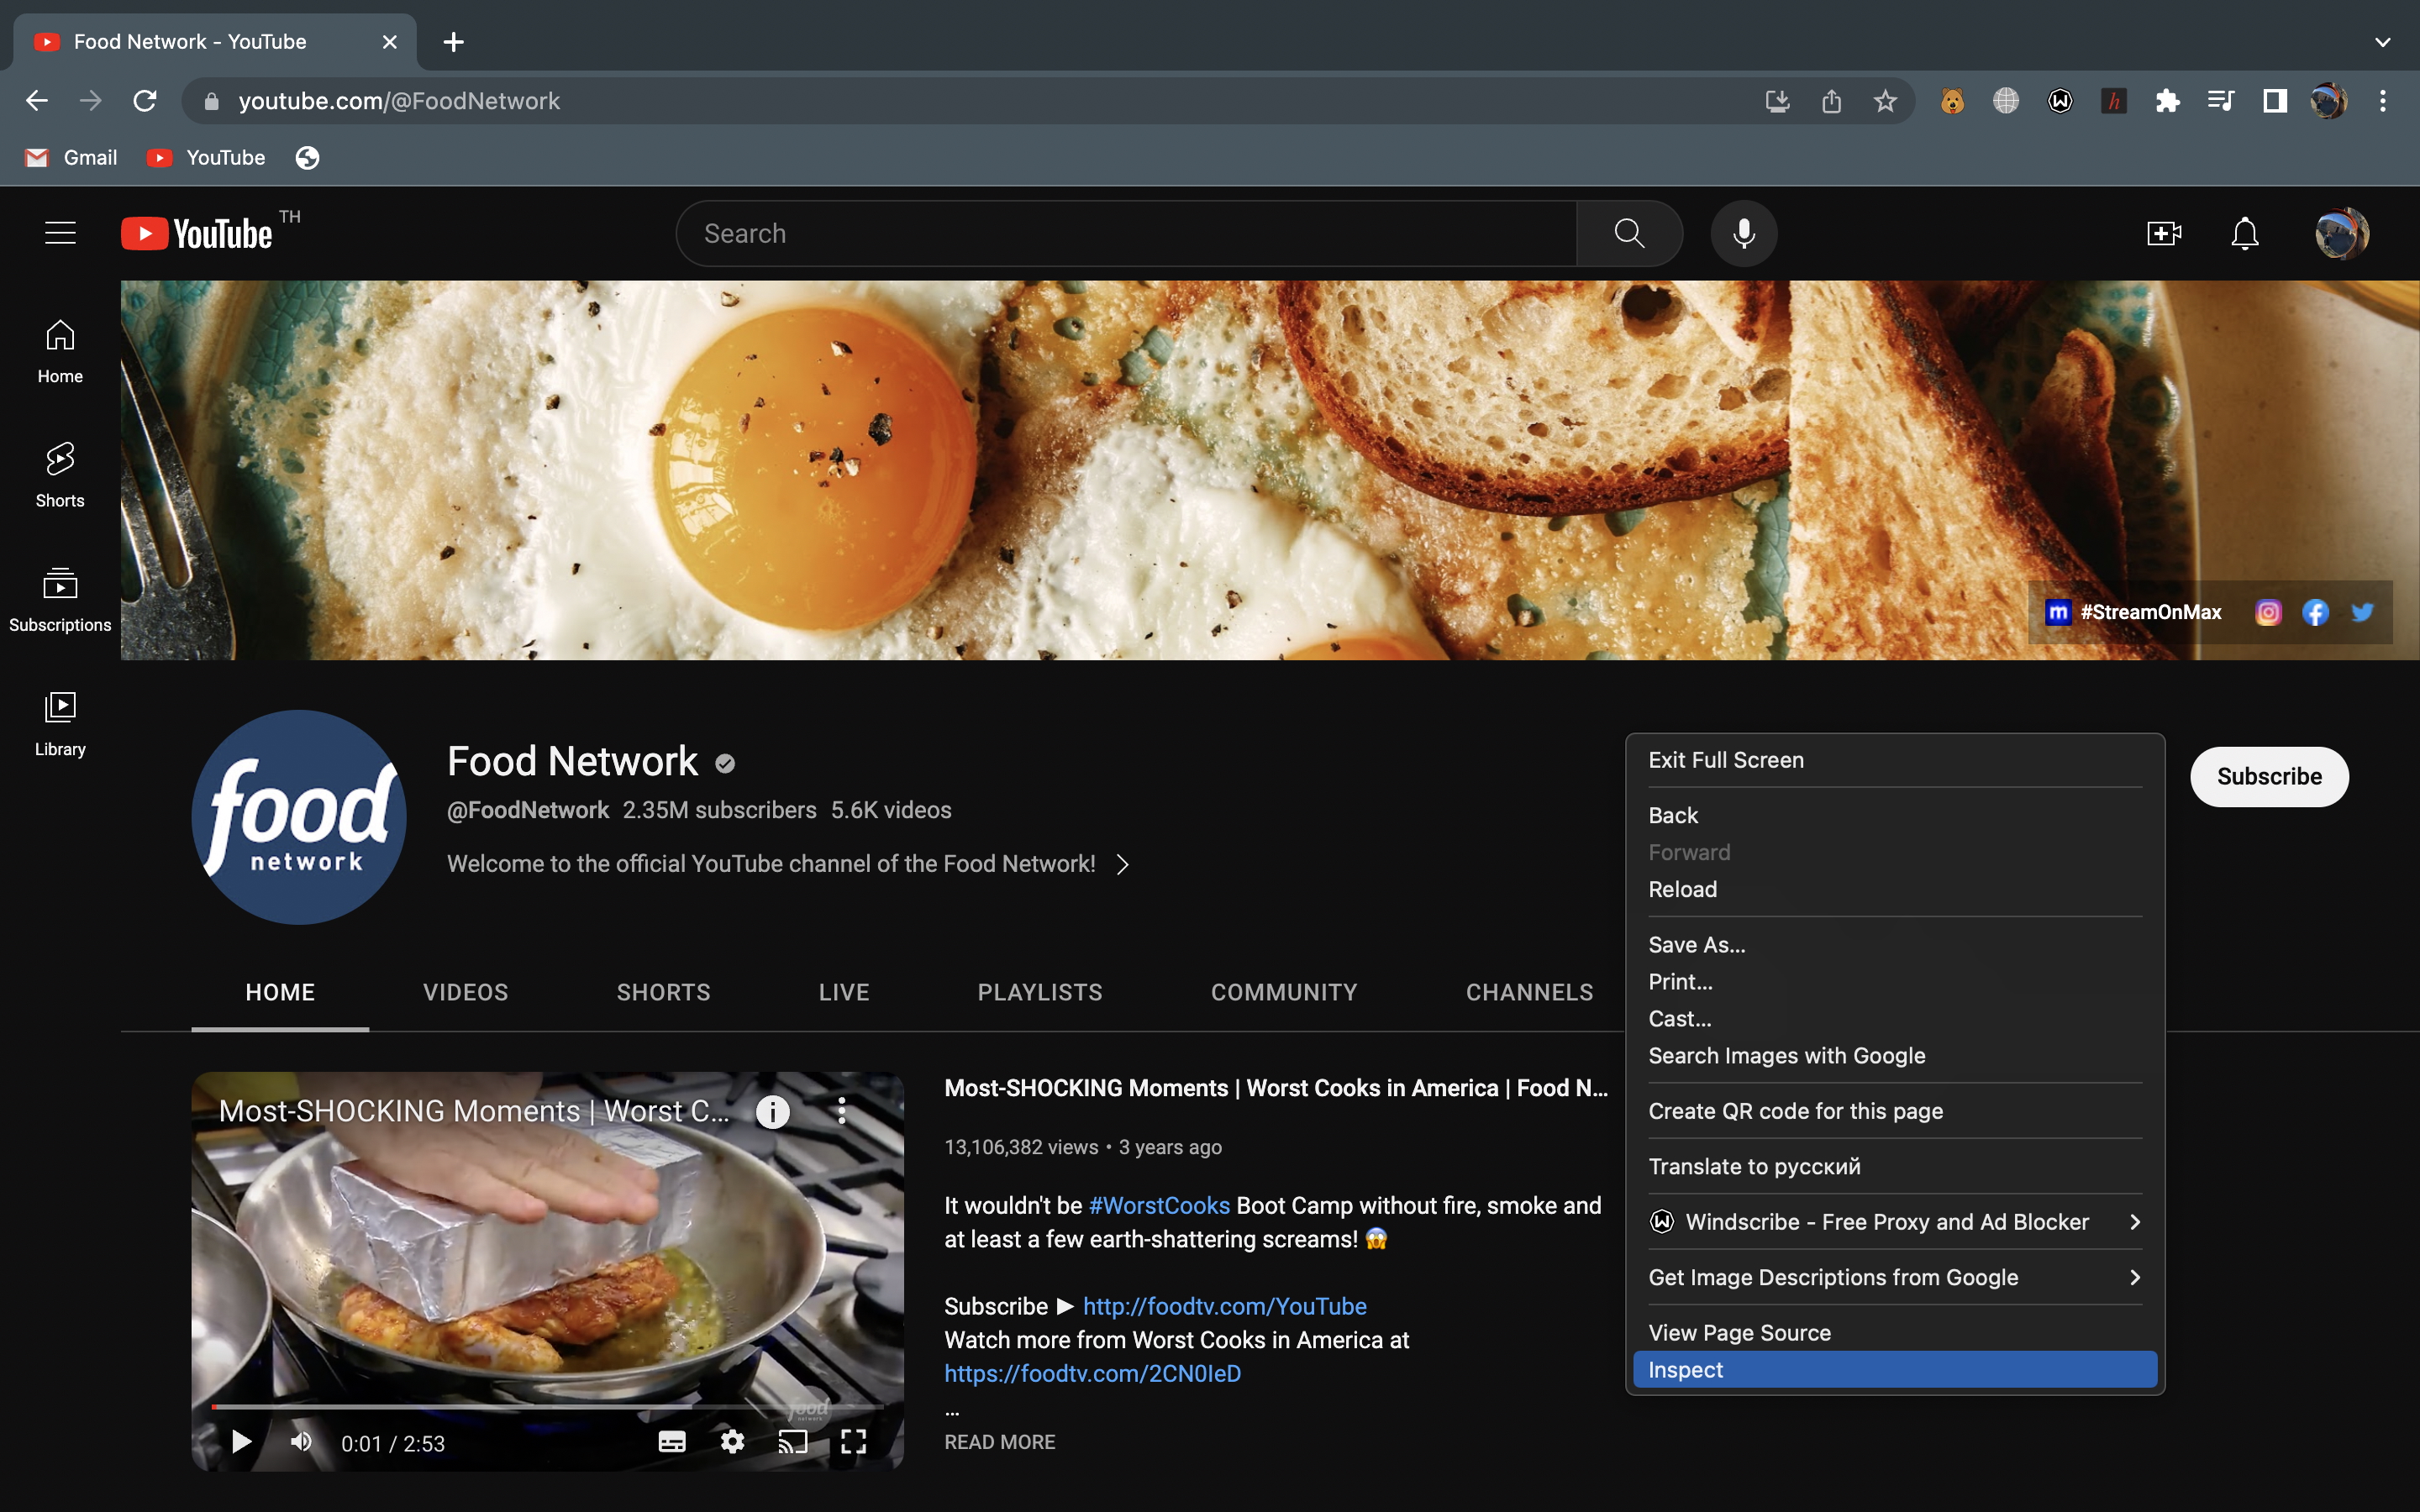 Food Network - YouTube
youtube.com/@FoodNetwork
Gmail
YouTube
YouTube TH
Search
Home
Shorts
Subscriptions
Library
#StreamOnMax
food
network
Food Network
@FoodNetwork 2.35M subscribers 5.6K videos
Welcome to the official YouTube channel of the Food Network!
Subscribe
HOME
VIDEOS
SHORTS
LIVE
PLAYLISTS
COMMUNITY
CHANNELS
Most-SHOCKING Moments | Worst C...
food
network
0:01 / 2:53
Most-SHOCKING Moments | Worst Cooks in America | Food N...
13,106,382 views • 3 years ago
It wouldn't be #WorstCooks Boot Camp without fire, smoke and
at least a few earth-shattering screams! 😱
Subscribe ► http://foodtv.com/YouTube
Watch more from Worst Cooks in America at
https://foodtv.com/2CN0IeD
...
READ MORE
Exit Full Screen
Back
Forward
Reload
Save As...
Print...
Cast...
Search Images with Google
Create QR code for this page
Translate to русский
Windscribe - Free Proxy and Ad Blocker
Get Image Descriptions from Google
View Page Source
Inspect